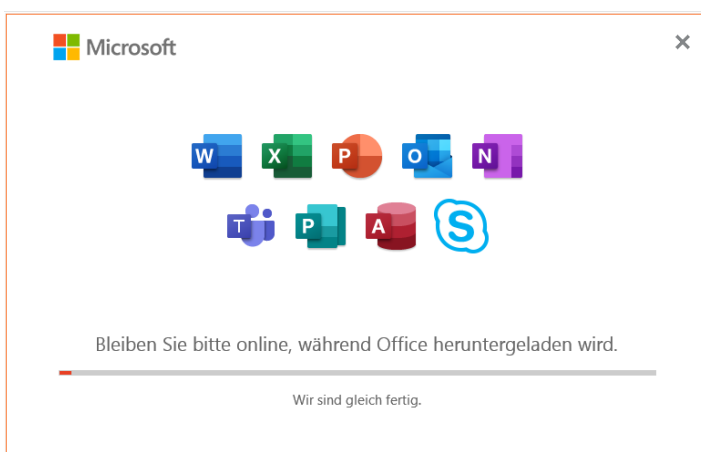 Microsoft
W X P O N
T P A S
Bleiben Sie bitte online, während Office heruntergeladen wird.
Wir sind gleich fertig.